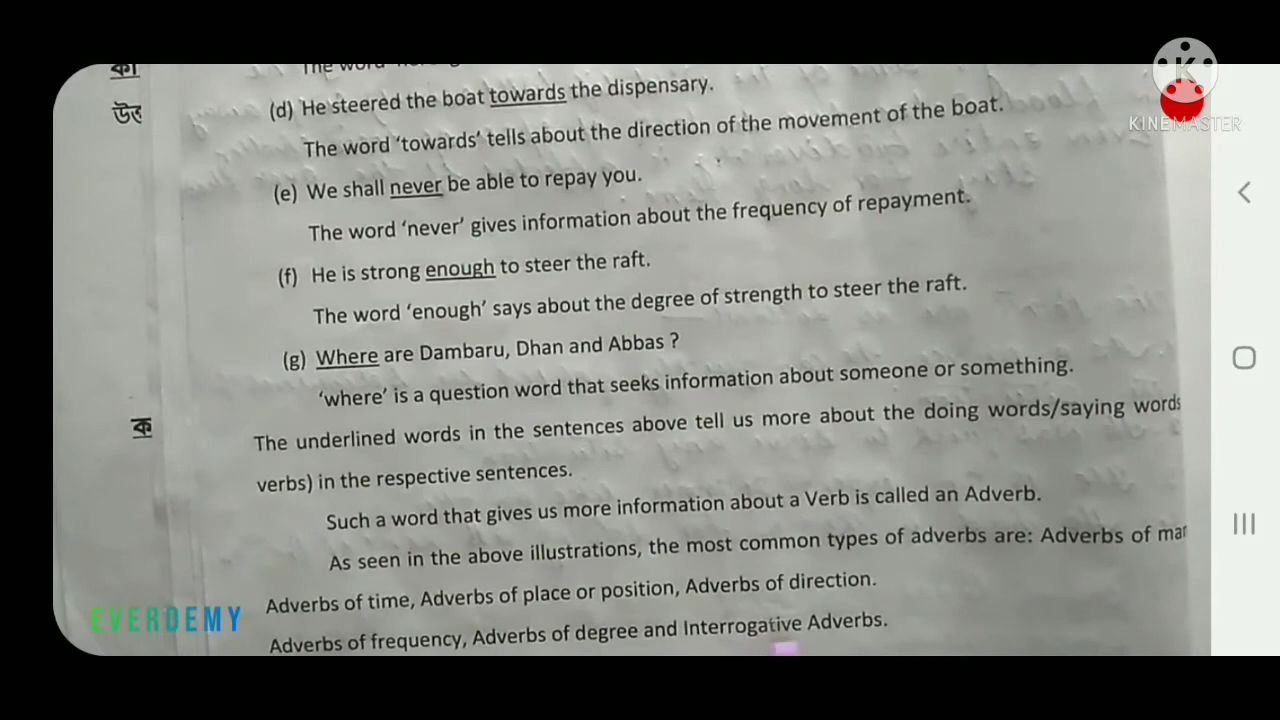 কা
উত্
The word
(d) He steered the boat towards the dispensary.
The word ‘towards’ tells about the direction of the movement of the boat.
(e) We shall never be able to repay you.
The word ‘never’ gives information about the frequency of repayment.
(f) He is strong enough to steer the raft.
The word ‘enough’ says about the degree of strength to steer the raft.
(g) Where are Dambaru, Dhan and Abbas ?
‘where’ is a question word that seeks information about someone or something.
ক
The underlined words in the sentences above tell us more about the doing words/saying words
verbs) in the respective sentences.
Such a word that gives us more information about a Verb is called an Adverb.
As seen in the above illustrations, the most common types of adverbs are: Adverbs of
Adverbs of time, Adverbs of place or position, Adverbs of direction.
Adverbs of frequency, Adverbs of degree and Interrogative Adverbs.
EVERDEMY
K
KINEMASTER